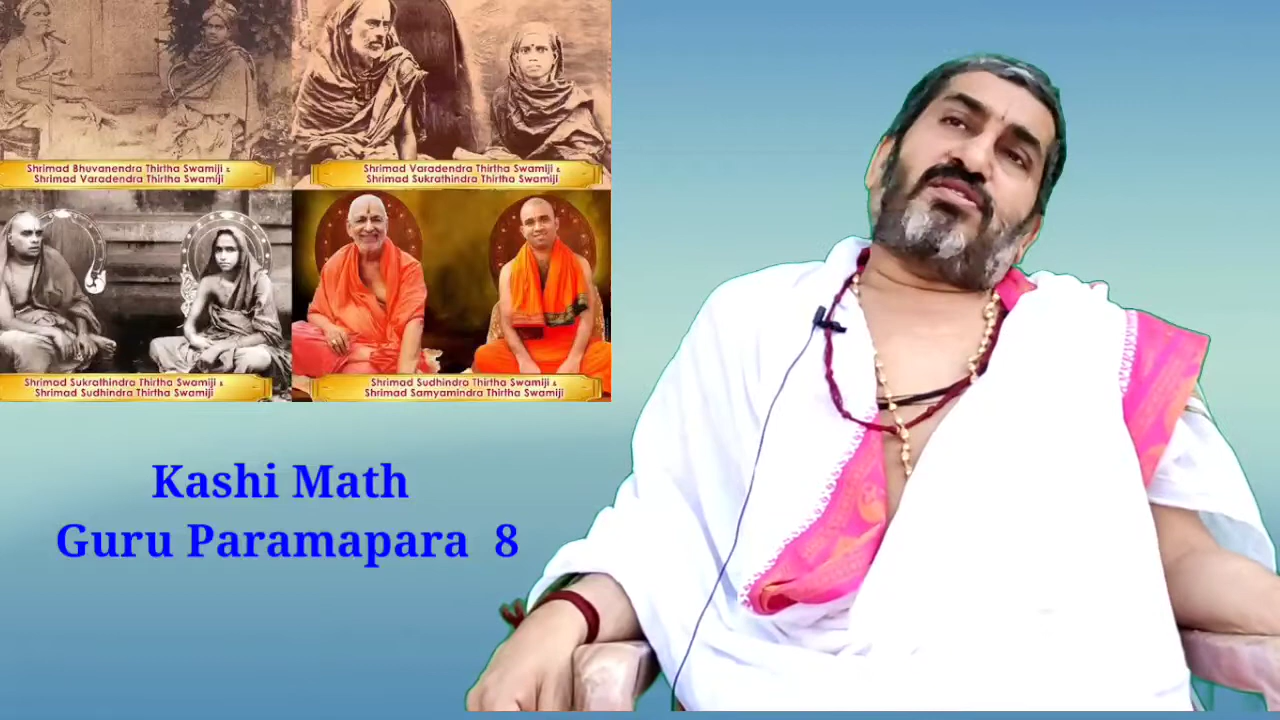 Shrimad Bhuvanendra Thirtha Swamiji &
Shrimad Varadendra Thirtha Swamiji
Shrimad Varadendra Thirtha Swamiji &
Shrimad Sukrathindra Thirtha Swamiji
Shrimad Sukrathindra Thirtha Swamiji &
Shrimad Sudhindra Thirtha Swamiji
Shrimad Sudhindra Thirtha Swamiji &
Shrimad Samyamindra Thirtha Swamiji
Kashi Math
Guru Paramapara 8